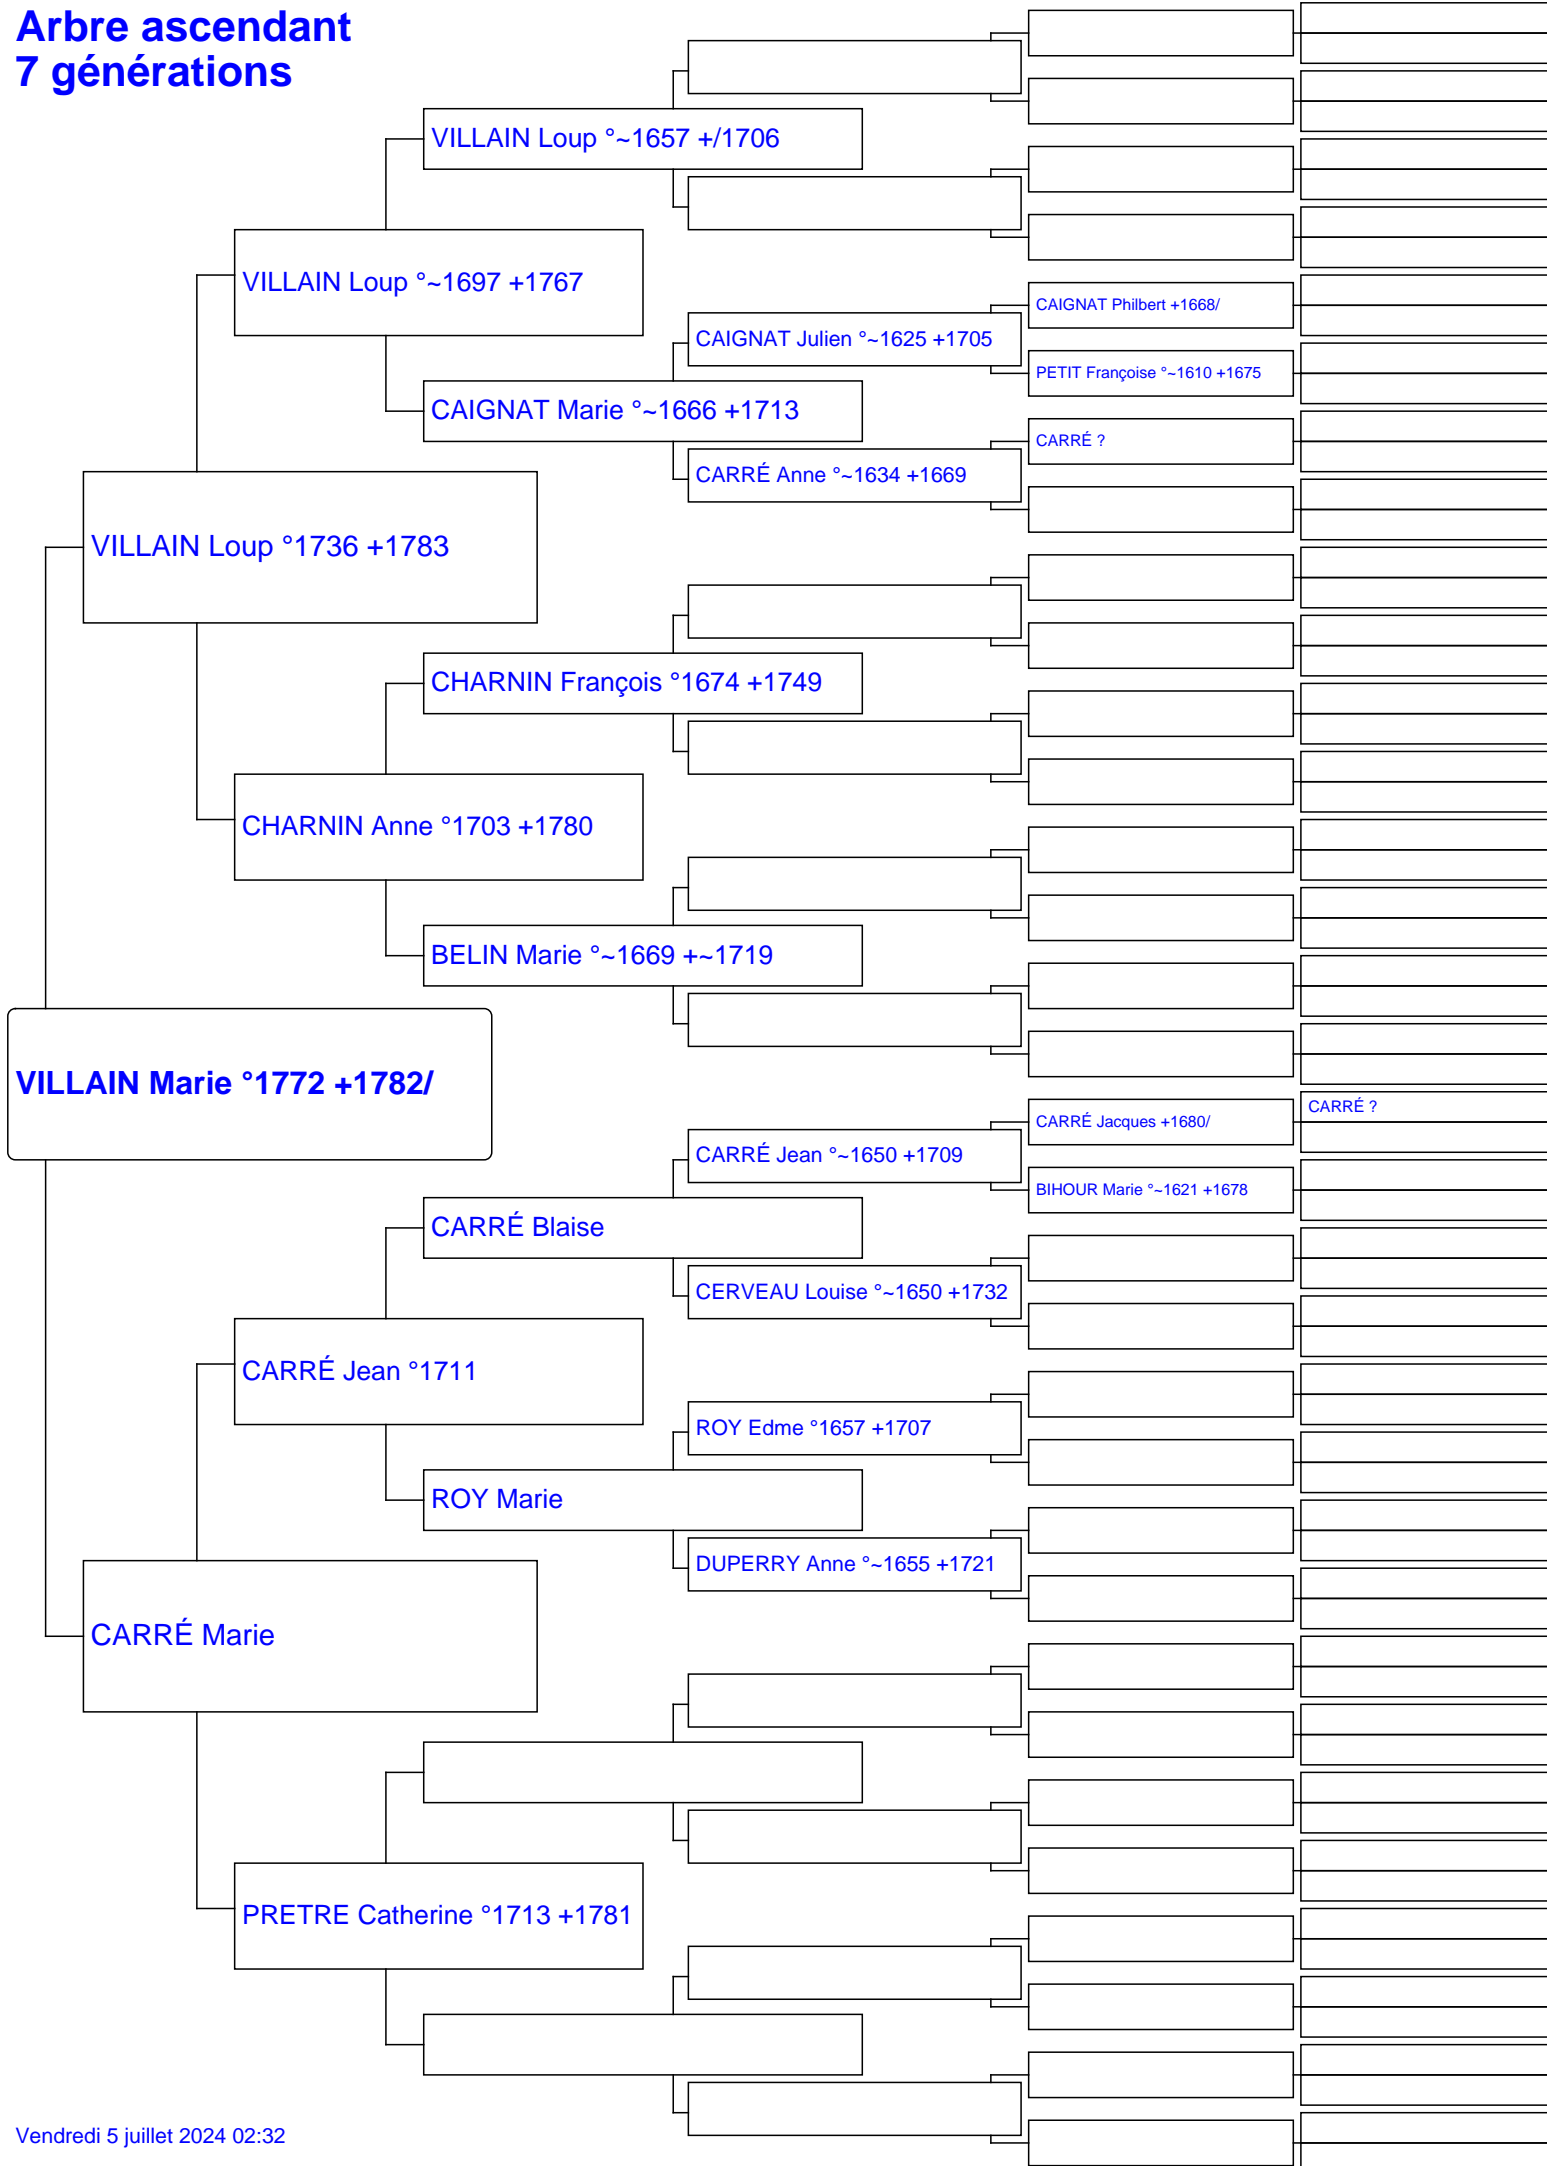 Arbre ascendant
7 générations
VILLAIN Loup °~1657 +/1706
VILLAIN Loup °~1697 +1767
CAIGNAT Philbert +1668/
CAIGNAT Julien °~1625 +1705
PETIT Françoise °~1610 +1675
CAIGNAT Marie °~1666 +1713
CARRÉ ?
CARRÉ Anne °~1634 +1669
VILLAIN Loup °1736 +1783
CHARNIN François °1674 +1749
CHARNIN Anne °1703 +1780
BELIN Marie °~1669 +~1719
VILLAIN Marie °1772 +1782/
CARRÉ ?
CARRÉ Jacques +1680/
CARRÉ Jean °~1650 +1709
BIHOUR Marie °~1621 +1678
CARRÉ Blaise
CERVEAU Louise °~1650 +1732
CARRÉ Jean °1711
ROY Edme °1657 +1707
ROY Marie
DUPERRY Anne °~1655 +1721
CARRÉ Marie
PRETRE Catherine °1713 +1781
Vendredi 5 juillet 2024 02:32